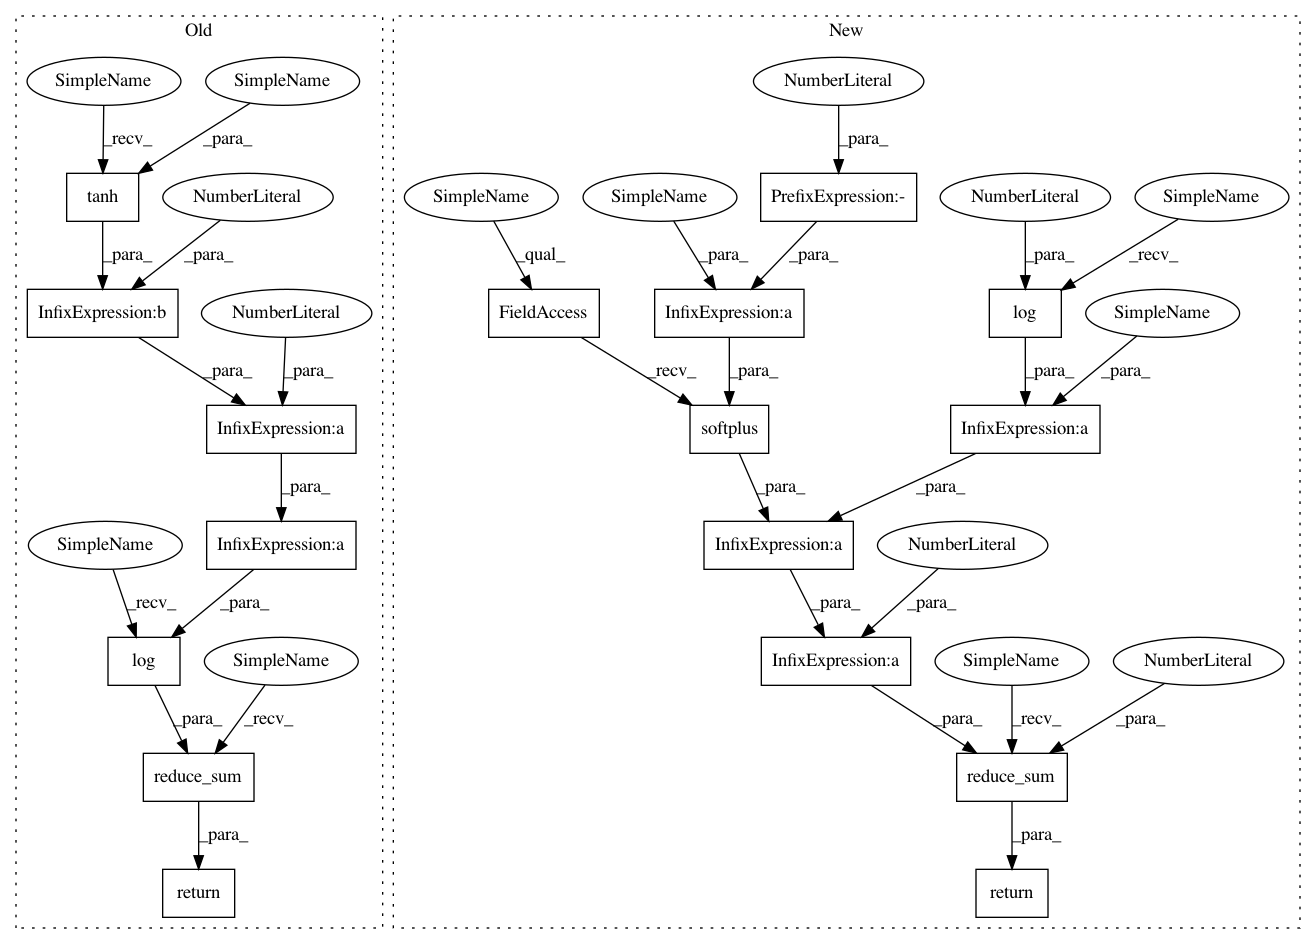 Old
New
SimpleName
SimpleName
NumberLiteral
_recv_
_para_
_para_
tanh
NumberLiteral
SimpleName
SimpleName
PrefixExpression:-
NumberLiteral
SimpleName
_para_
_para_
_qual_
_para_
_para_
_para_
_recv_
InfixExpression:b
NumberLiteral
FieldAccess
InfixExpression:a
log
SimpleName
_para_
_para_
_recv_
_para_
_para_
_para_
InfixExpression:a
softplus
InfixExpression:a
_para_
_para_
_para_
SimpleName
InfixExpression:a
InfixExpression:a
NumberLiteral
_recv_
_para_
_para_
_para_
log
SimpleName
InfixExpression:a
SimpleName
NumberLiteral
_para_
_recv_
_para_
_recv_
_para_
reduce_sum
reduce_sum
_para_
_para_
return
return